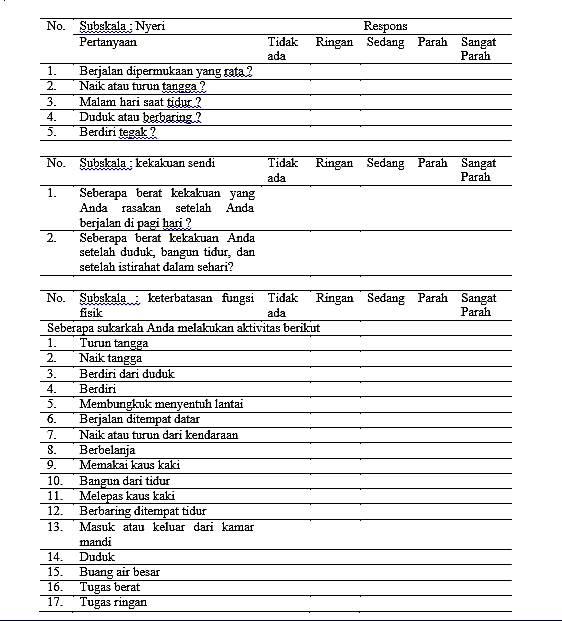 No. Subskala : Nyeri Respons
Pertanyaan Tidak Ringan Sedang Parah Sangat
ada Parah
1. Berjalan dipermukaan yang rata ?
2. Naik atau turun tangga ?
3. Malam hari saat tidur ?
4. Duduk atau berbaring ?
5. Berdiri tegak ?
No. Subskala : kekakuan sendi Tidak Ringan Sedang Parah Sangat
ada Parah
1. Seberapa berat kekakuan yang
Anda rasakan setelah Anda
berjalan di pagi hari ?
2. Seberapa berat kekakuan Anda
setelah duduk, bangun tidur, dan
setelah istirahat dalam sehari?
No. Subskala : keterbatasan fungsi Tidak Ringan Sedang Parah Sangat
fisik ada Parah
Seberapa sukarkah Anda melakukan aktivitas berikut
1. Turun tangga
2. Naik tangga
3. Berdiri dari duduk
4. Berdiri
5. Membungkuk menyentuh lantai
6. Berjalan ditempat datar
7. Naik atau turun dari kendaraan
8. Berbelanja
9. Memakai kaus kaki
10. Bangun dari tidur
11. Melepas kaus kaki
12. Berbaring ditempat tidur
13. Masuk atau keluar dari kamar
mandi
14. Duduk
15. Buang air besar
16. Tugas berat
17. Tugas ringan